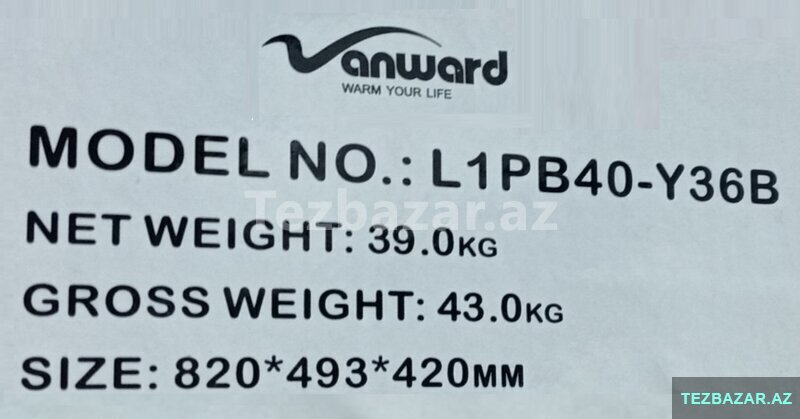 Vanward
WARM YOUR LIFE
MODEL NO.: L1PB40-Y36B
Tezbazar.az
NET WEIGHT: 39.0KG
GROSS WEIGHT: 43.0KG
SIZE: 820*493*420MM
TEZBAZAR.AZ